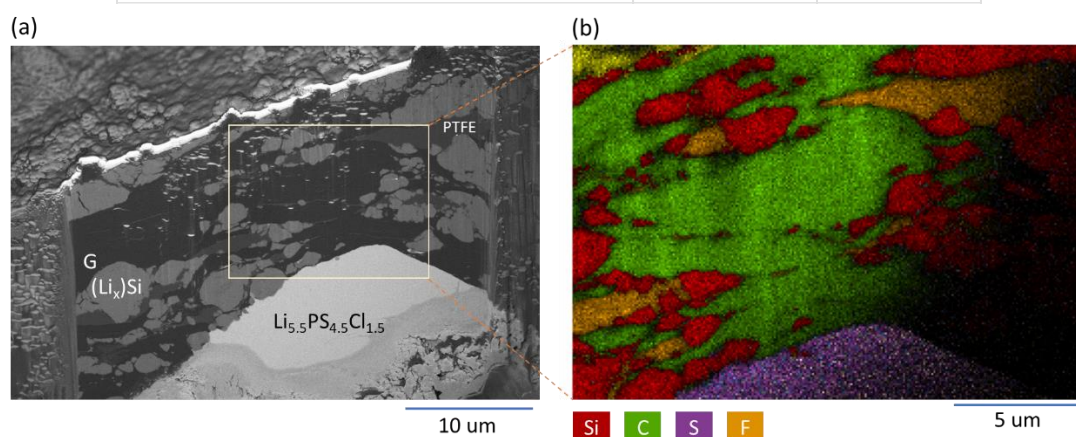 (a)
(b)
PTFE
G
(Liₓ)Si
Li₅.₅PS₄.₅Cl₁.₅
10 um
Si C S F
5 um